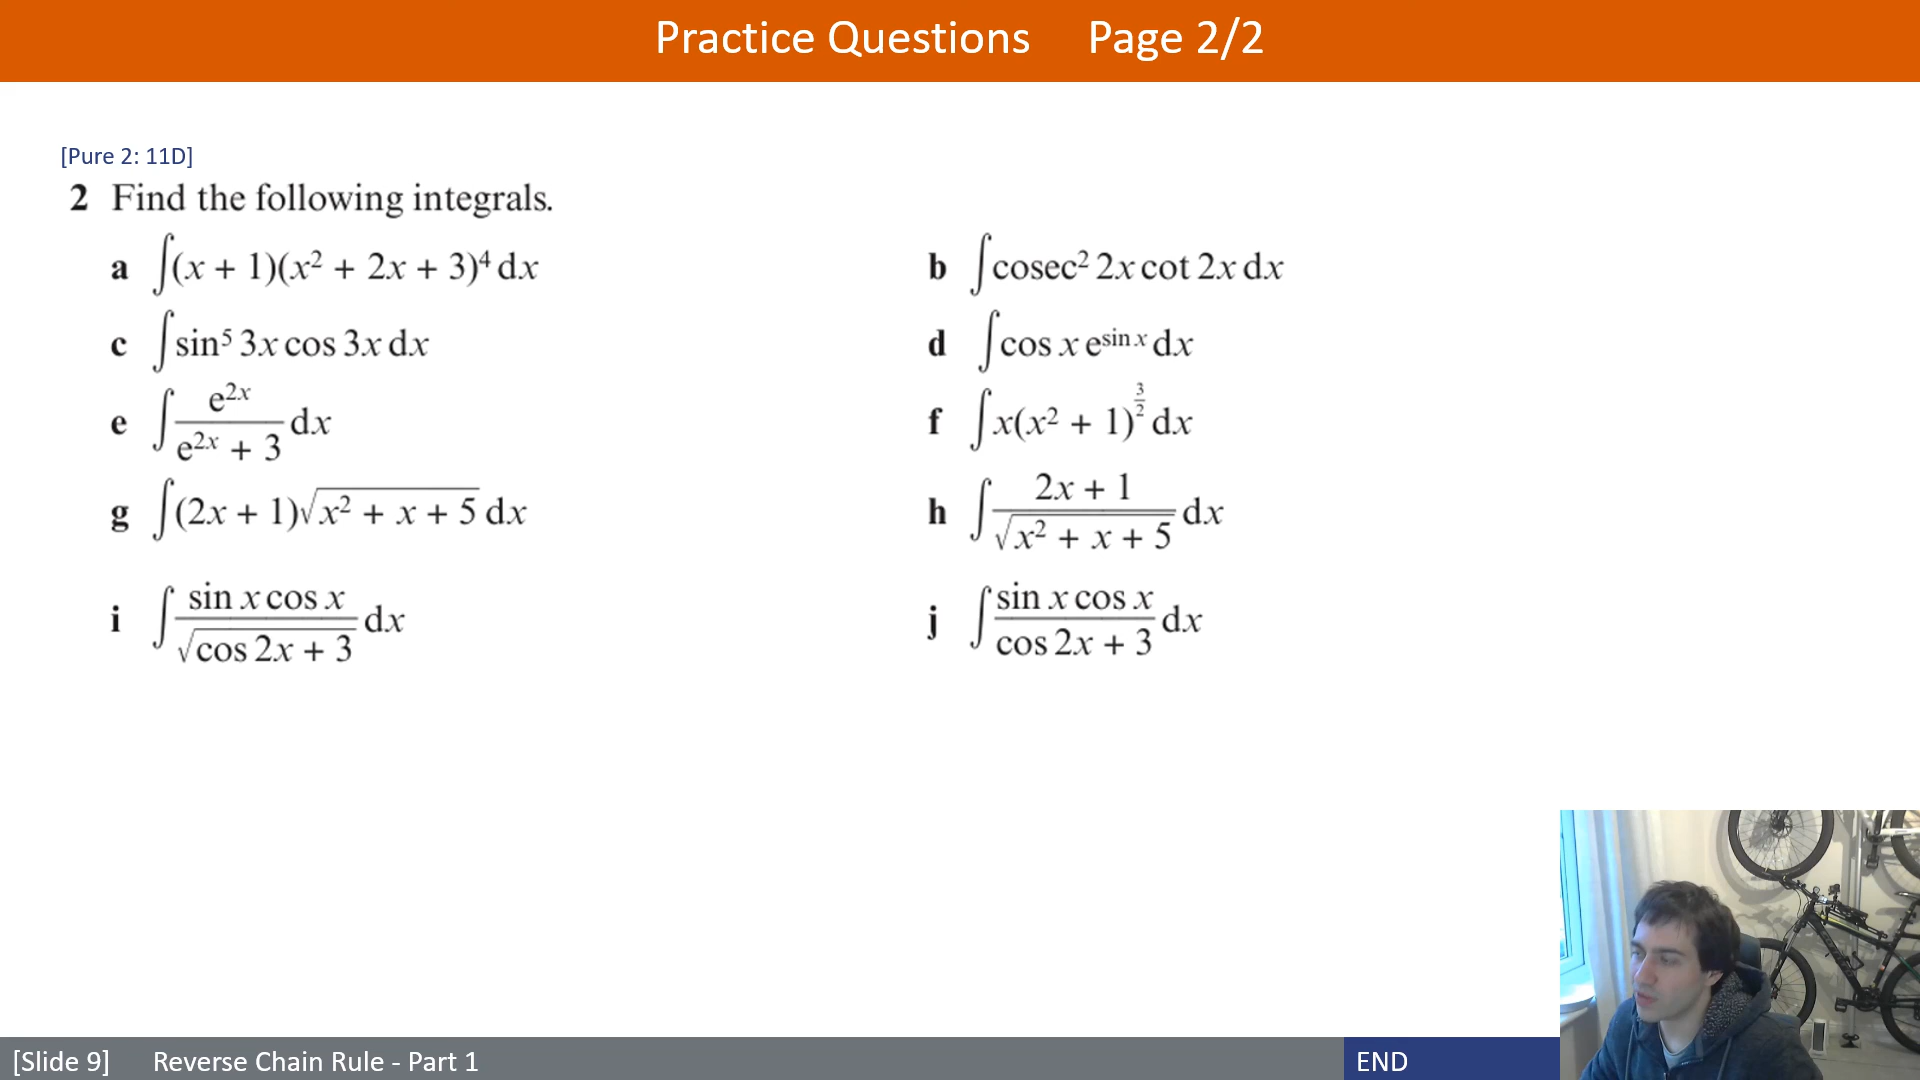 Practice Questions Page 2/2
[Pure 2: 11D]
2 Find the following integrals.
a ∫(x + 1)(x² + 2x + 3)⁴ dx
b ∫cosec² 2x cot 2x dx
c ∫sin⁵ 3x cos 3x dx
d ∫cos x e^(sin x) dx
e ∫ e^(2x) / (e^(2x) + 3) dx
f ∫x(x² + 1)^(3/2) dx
g ∫(2x + 1)√(x² + x + 5) dx
h ∫ (2x + 1) / √(x² + x + 5) dx
i ∫ (sin x cos x) / √(cos 2x + 3) dx
j ∫ (sin x cos x) / (cos 2x + 3) dx
[Slide 9] Reverse Chain Rule - Part 1
END